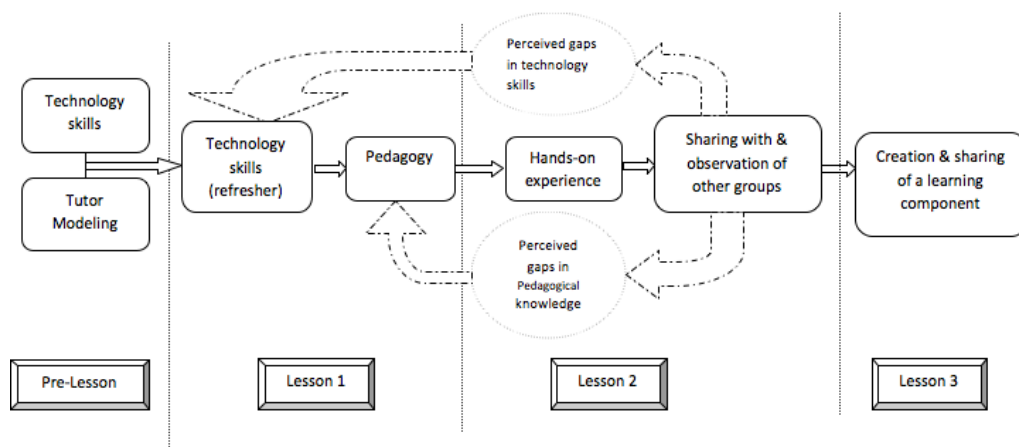 Technology
skills
Tutor
Modeling
Technology
skills
(refresher)
Pedagogy
Perceived gaps
in technology
skills
Hands-on
experience
Perceived
gaps in
Pedagogical
knowledge
Sharing with &
observation of
other groups
Creation & sharing
of a learning
component
Pre-Lesson
Lesson 1
Lesson 2
Lesson 3